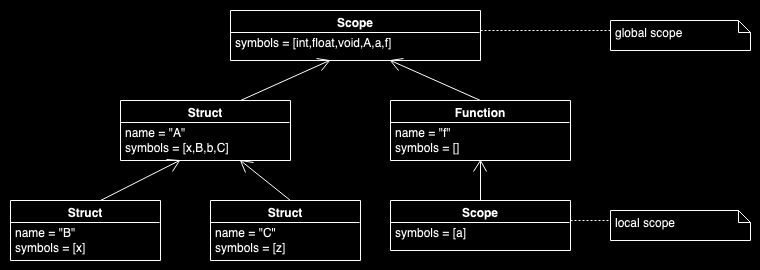 Scope
symbols = [int,float,void,A,a,f]
global scope
Struct
name = "A"
symbols = [x,B,b,C]
Function
name = "f"
symbols = []
Struct
name = "B"
symbols = [x]
Struct
name = "C"
symbols = [z]
Scope
symbols = [a]
local scope